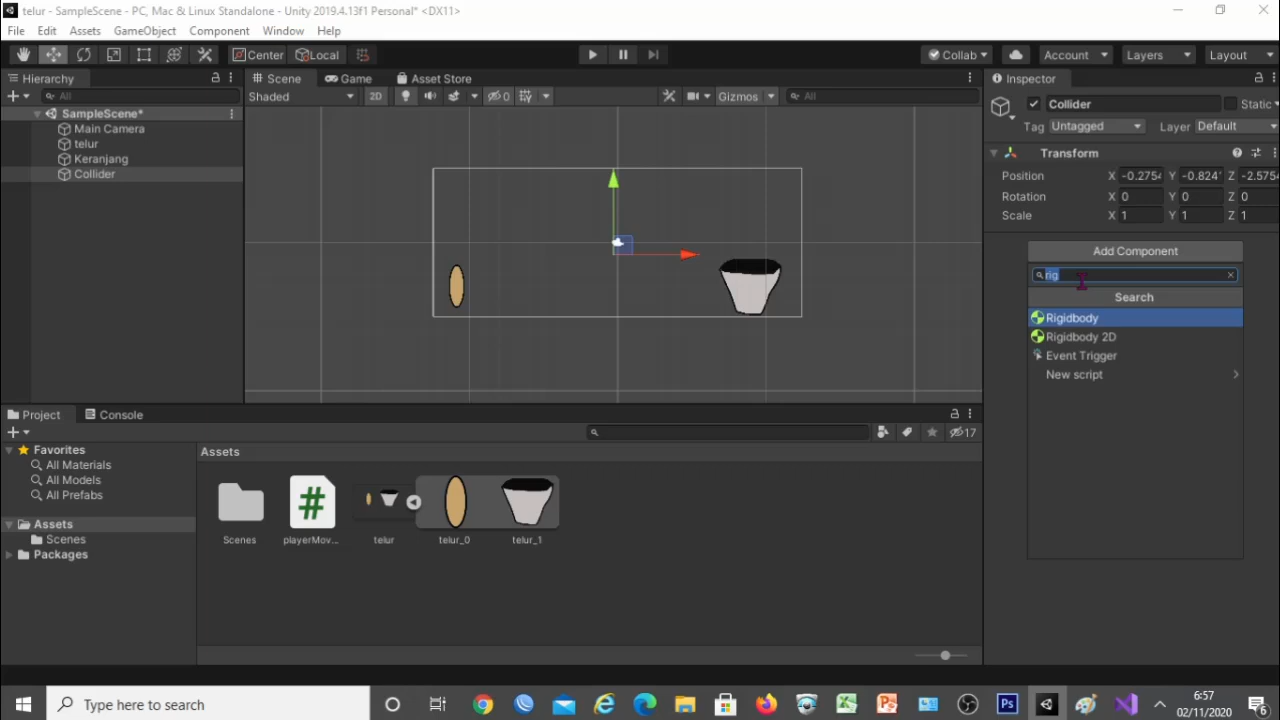 telur - SampleScene - PC, Mac & Linux Standalone - Unity 2019.4.13f1 Personal* <DX11>
File Edit Assets GameObject Component Window Help
Center Local Collab Account Layers Layout
Hierarchy Scene Game Asset Store Inspector
All Shaded 2D 0 Gizmos All Collider Static
SampleScene*
Main Camera
telur
Keranjang
Collider
Tag Untagged Layer Default
Transform
Position X -0.2754 Y -0.824 Z -2.5754
Rotation X 0 Y 0 Z 0
Scale X 1 Y 1 Z 1
Add Component
rig
Search
Rigidbody
Rigidbody 2D
Event Trigger
New script
Project Console
17
Favorites
All Materials
All Models
All Prefabs
Assets
Scenes
Packages
Assets
Scenes playerMov... telur telur_0 telur_1
Type here to search
Ps
6:57
02/11/2020
6